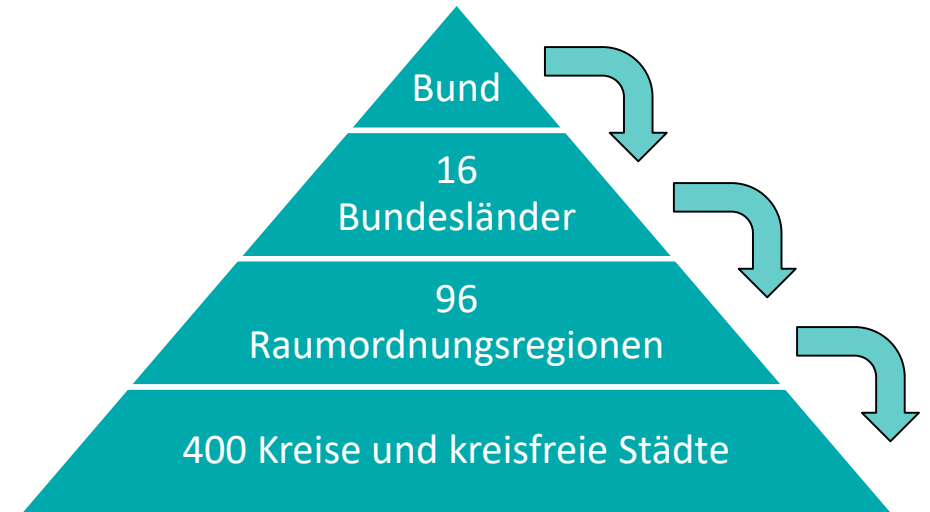 Bund
16
Bundesländer
96
Raumordnungsregionen
400 Kreise und kreisfreie Städte